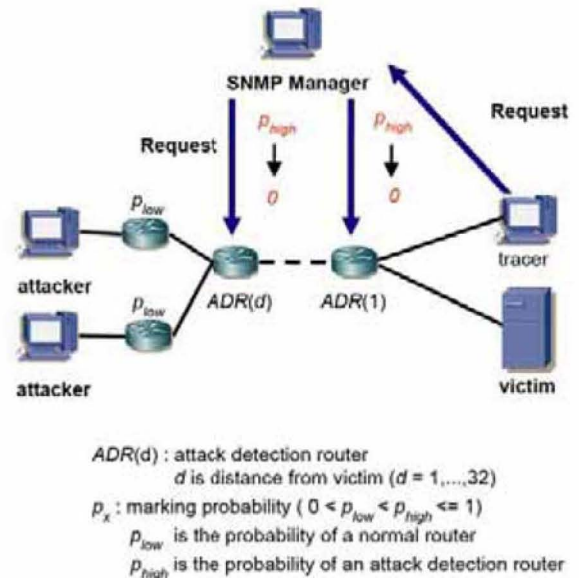 SNMP Manager
Request
Request
p_high
p_high
0
0
p_low
attacker
ADR(d)
ADR(1)
tracer
p_low
attacker
victim
ADR(d) : attack detection router
d is distance from victim (d = 1,...,32)
p_x : marking probability ( 0 < p_low < p_high <= 1)
p_low is the probability of a normal router
p_high is the probability of an attack detection router